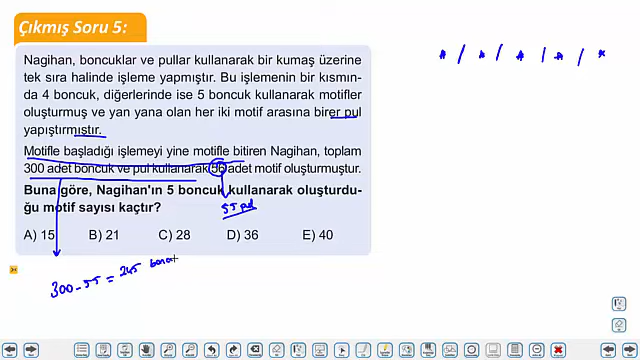 Çıkmış Soru 5:
Nagihan, boncuklar ve pullar kullanarak bir kumaş üzerine
tek sıra halinde işleme yapmıştır. Bu işlemenin bir kısmın-
da 4 boncuk, diğerlerinde ise 5 boncuk kullanarak motifler
oluşturmuş ve yan yana olan her iki motif arasına birer pul
yapıştırmıştır.
Motifle başladığı işlemeyi yine motifle bitiren Nagihan, toplam
300 adet boncuk ve pul kullanarak 56 adet motif oluşturmuştur.
Buna göre, Nagihan'ın 5 boncuk kullanarak oluşturdu-
ğu motif sayısı kaçtır?
55 pul
A) 15 B) 21 C) 28 D) 36 E) 40
300 - 55 = 245 bonc